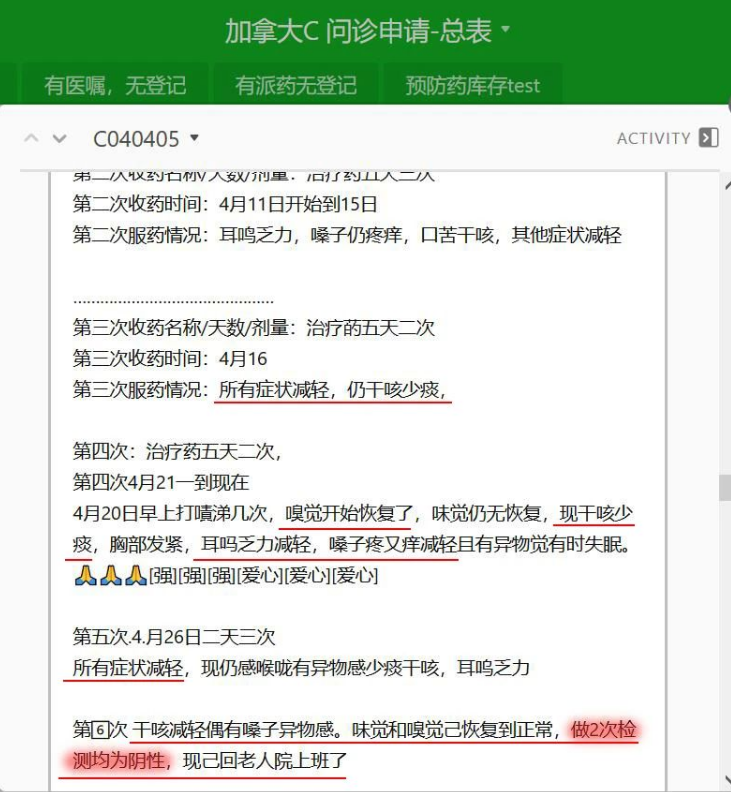 加拿大C 问诊申请-总表
有医嘱，无登记
有派药无登记
预防药库存test
C040405
ACTIVITY
第二次收药名称/天数/剂量：治疗药五天三次
第二次收药时间：4月11日开始到15日
第二次服药情况：耳鸣乏力，嗓子仍疼痒，口苦干咳，其他症状减轻
...........................................
第三次收药名称/天数/剂量：治疗药五天二次
第三次收药时间：4月16
第三次服药情况：所有症状减轻，仍干咳少痰，
第四次：治疗药五天二次，
第四次4月21一到现在
4月20日早上打嚏涕几次，嗅觉开始恢复了，味觉仍无恢复，现干咳少
痰，胸部发紧，耳呜乏力减轻，嗓子疼又痒减轻且有异物觉有时失眠。
🙏🙏🙏[强][强][强][爱心][爱心][爱心]
第五次.4.月26日二天三次
所有症状减轻，现仍感喉咙有异物感少痰干咳，耳呜乏力
第6️⃣次 干咳减轻偶有嗓子异物感。味觉和嗅觉己恢复到正常，做2次检
测均为阴性，现己回老人院上班了